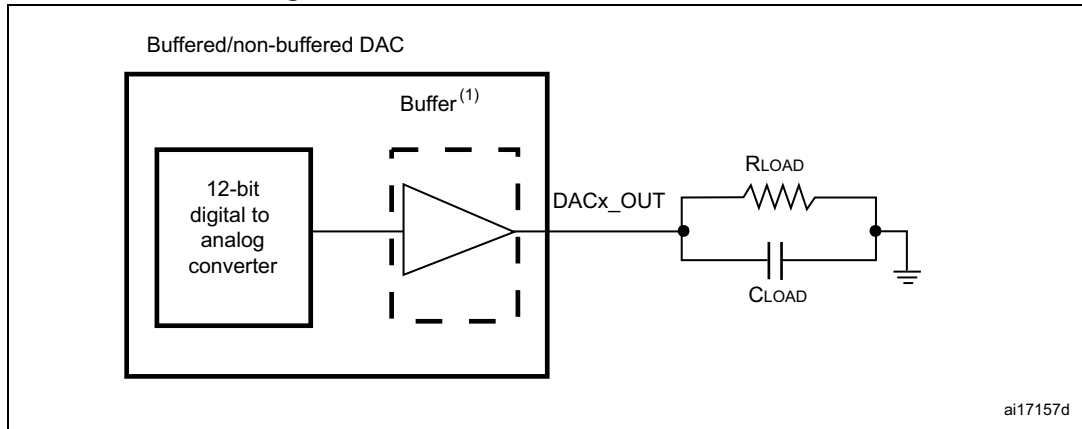 Buffered/non-buffered DAC
Buffer(1)
12-bit
digital to
analog
converter
DACx_OUT
RLOAD
CLOAD
ai17157d